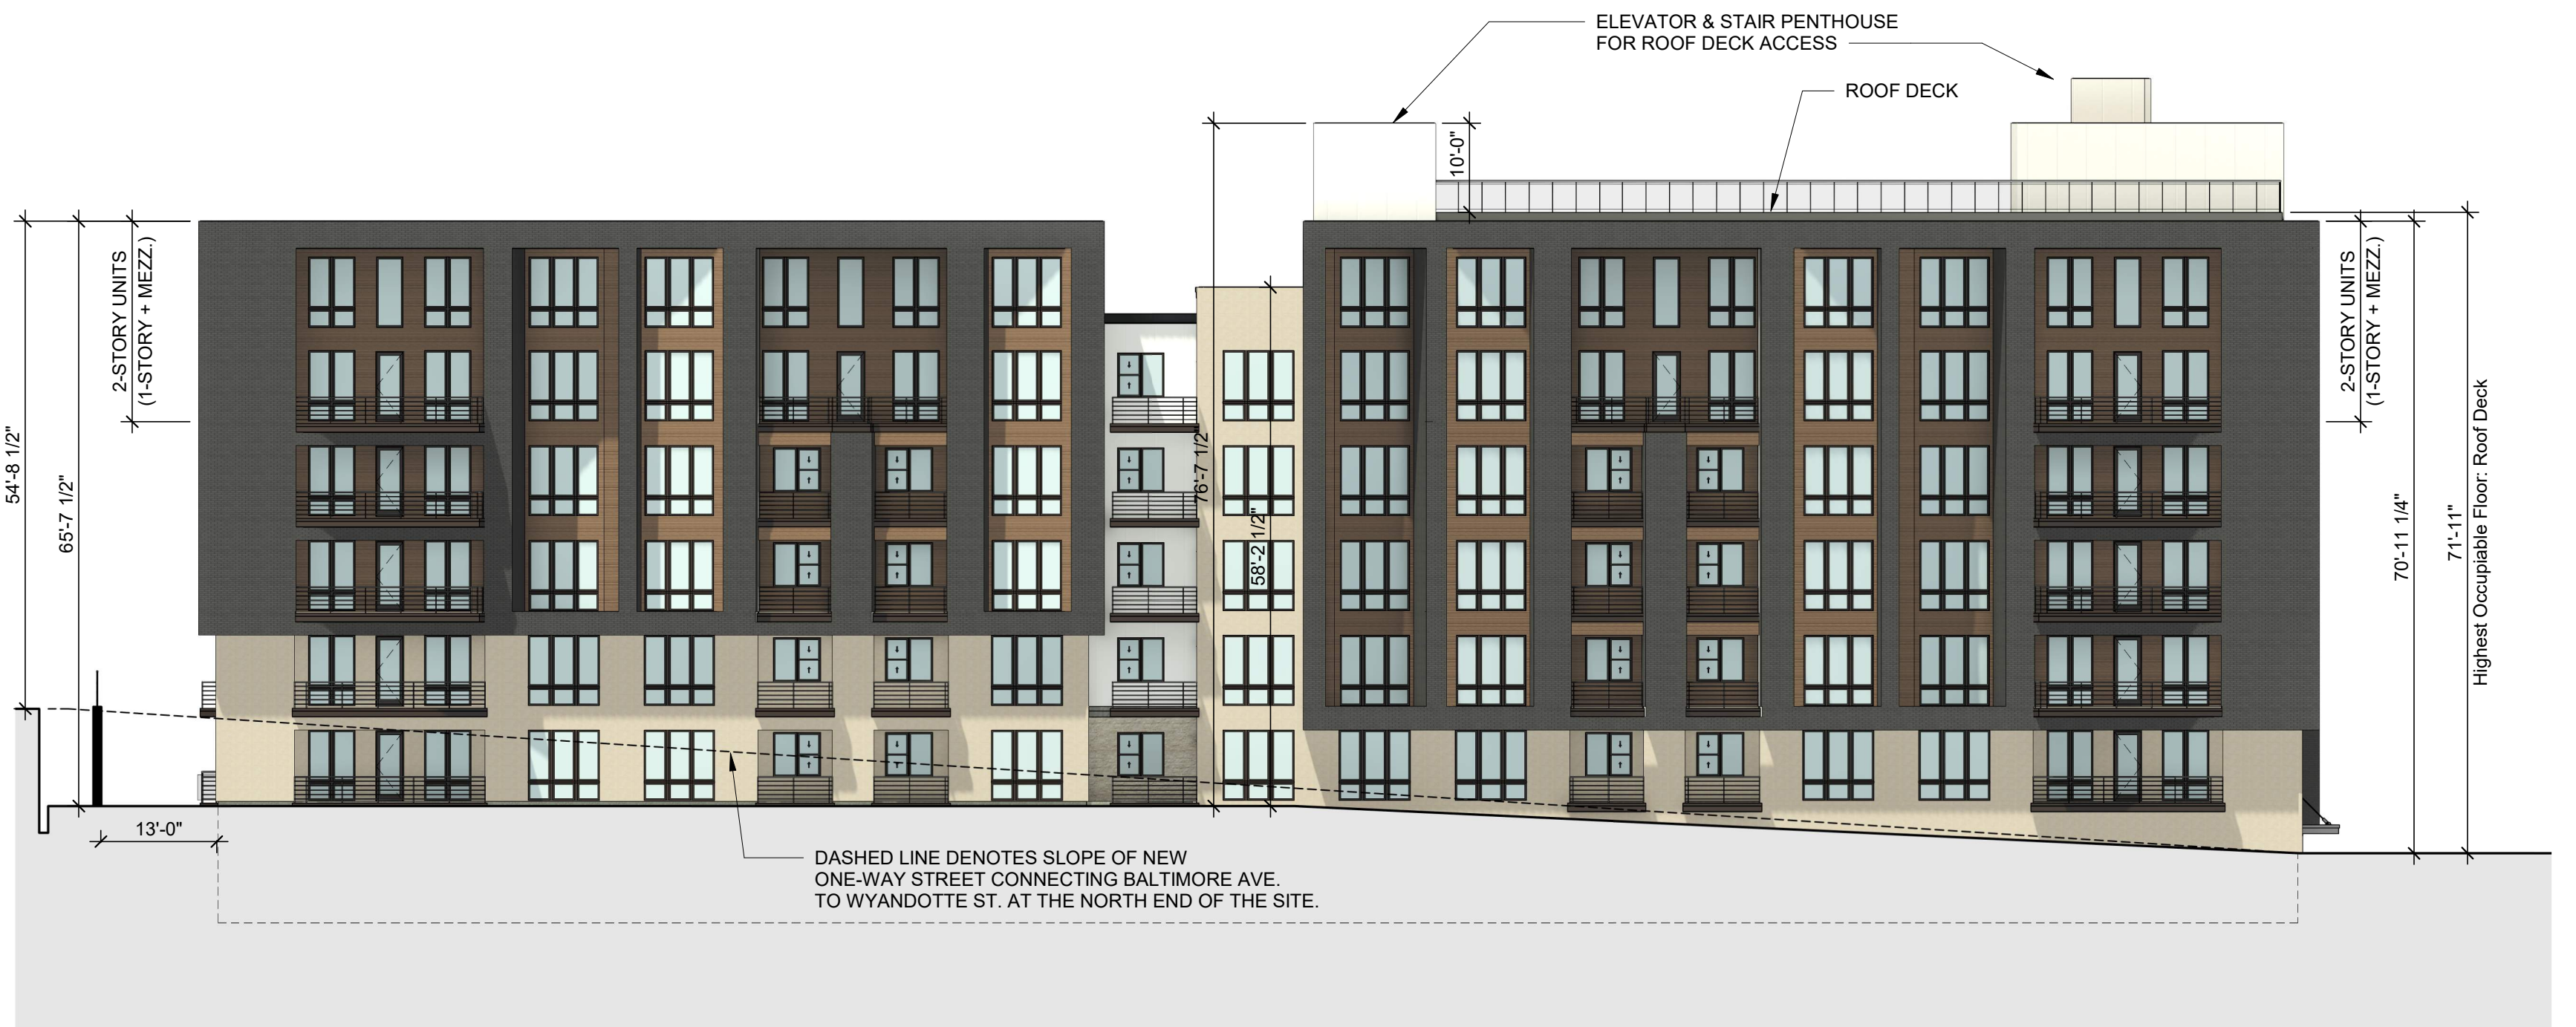 ELEVATOR & STAIR PENTHOUSE
FOR ROOF DECK ACCESS
ROOF DECK
10'-0"
2-STORY UNITS
(1-STORY + MEZZ.)
54'-8 1/2"
65'-7 1/2"
76'-7 1/2"
58'-2 1/2"
2-STORY UNITS
(1-STORY + MEZZ.)
70'-11 1/4"
71'-11"
Highest Occupiable Floor: Roof Deck
13'-0"
DASHED LINE DENOTES SLOPE OF NEW
ONE-WAY STREET CONNECTING BALTIMORE AVE.
TO WYANDOTTE ST. AT THE NORTH END OF THE SITE.